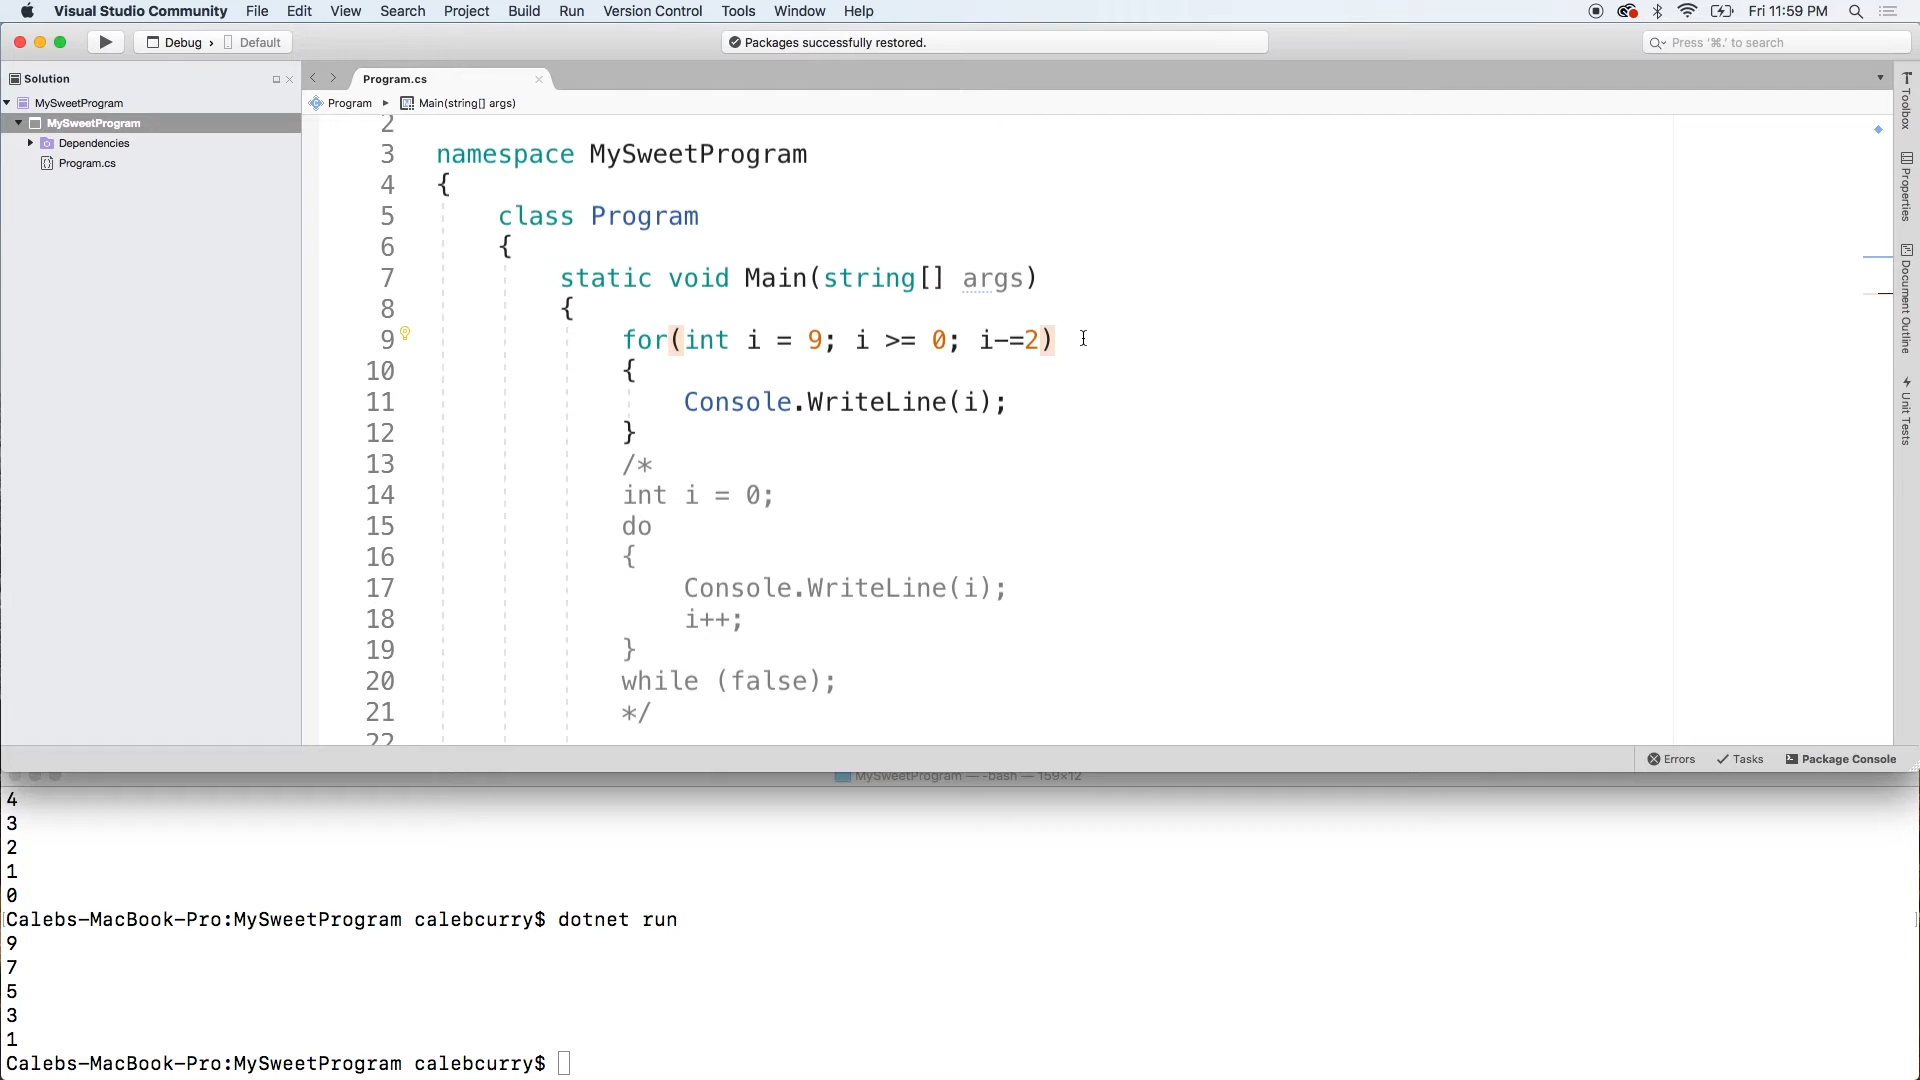 Visual Studio Community File Edit View Search Project Build Run Version Control Tools Window Help Fri 11:59 PM
Debug › Default Packages successfully restored. Press '⌘.' to search
Solution
MySweetProgram
MySweetProgram
Dependencies
Program.cs
Program.cs
Program Main(string[] args)
2
3 namespace MySweetProgram
4 {
5 class Program
6 {
7 static void Main(string[] args)
8 {
9 for(int i = 9; i >= 0; i-=2)
10 {
11 Console.WriteLine(i);
12 }
13 /*
14 int i = 0;
15 do
16 {
17 Console.WriteLine(i);
18 i++;
19 }
20 while (false);
21 */
22
Toolbox
Properties
Document Outline
Unit Tests
Errors Tasks Package Console
MySweetProgram — -bash — 159×12
4
3
2
1
0
Calebs-MacBook-Pro:MySweetProgram calebcurry$ dotnet run
9
7
5
3
1
Calebs-MacBook-Pro:MySweetProgram calebcurry$